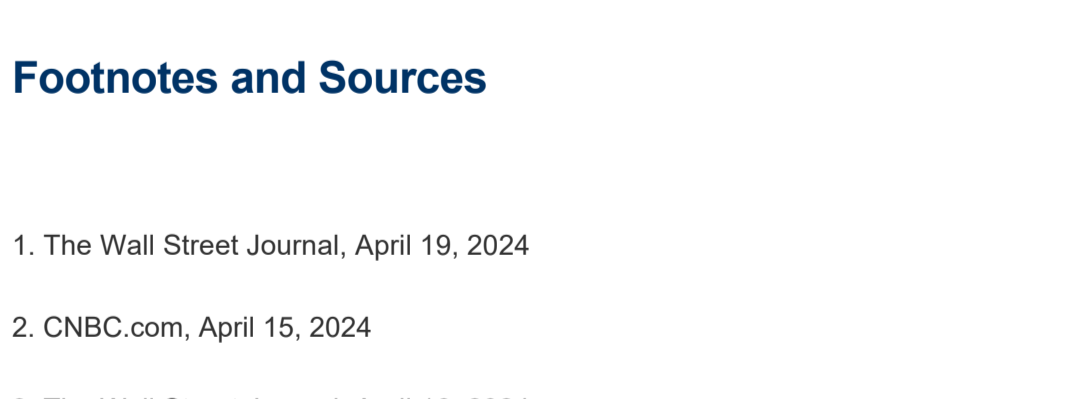 Footnotes and Sources
1. The Wall Street Journal, April 19, 2024
2. CNBC.com, April 15, 2024